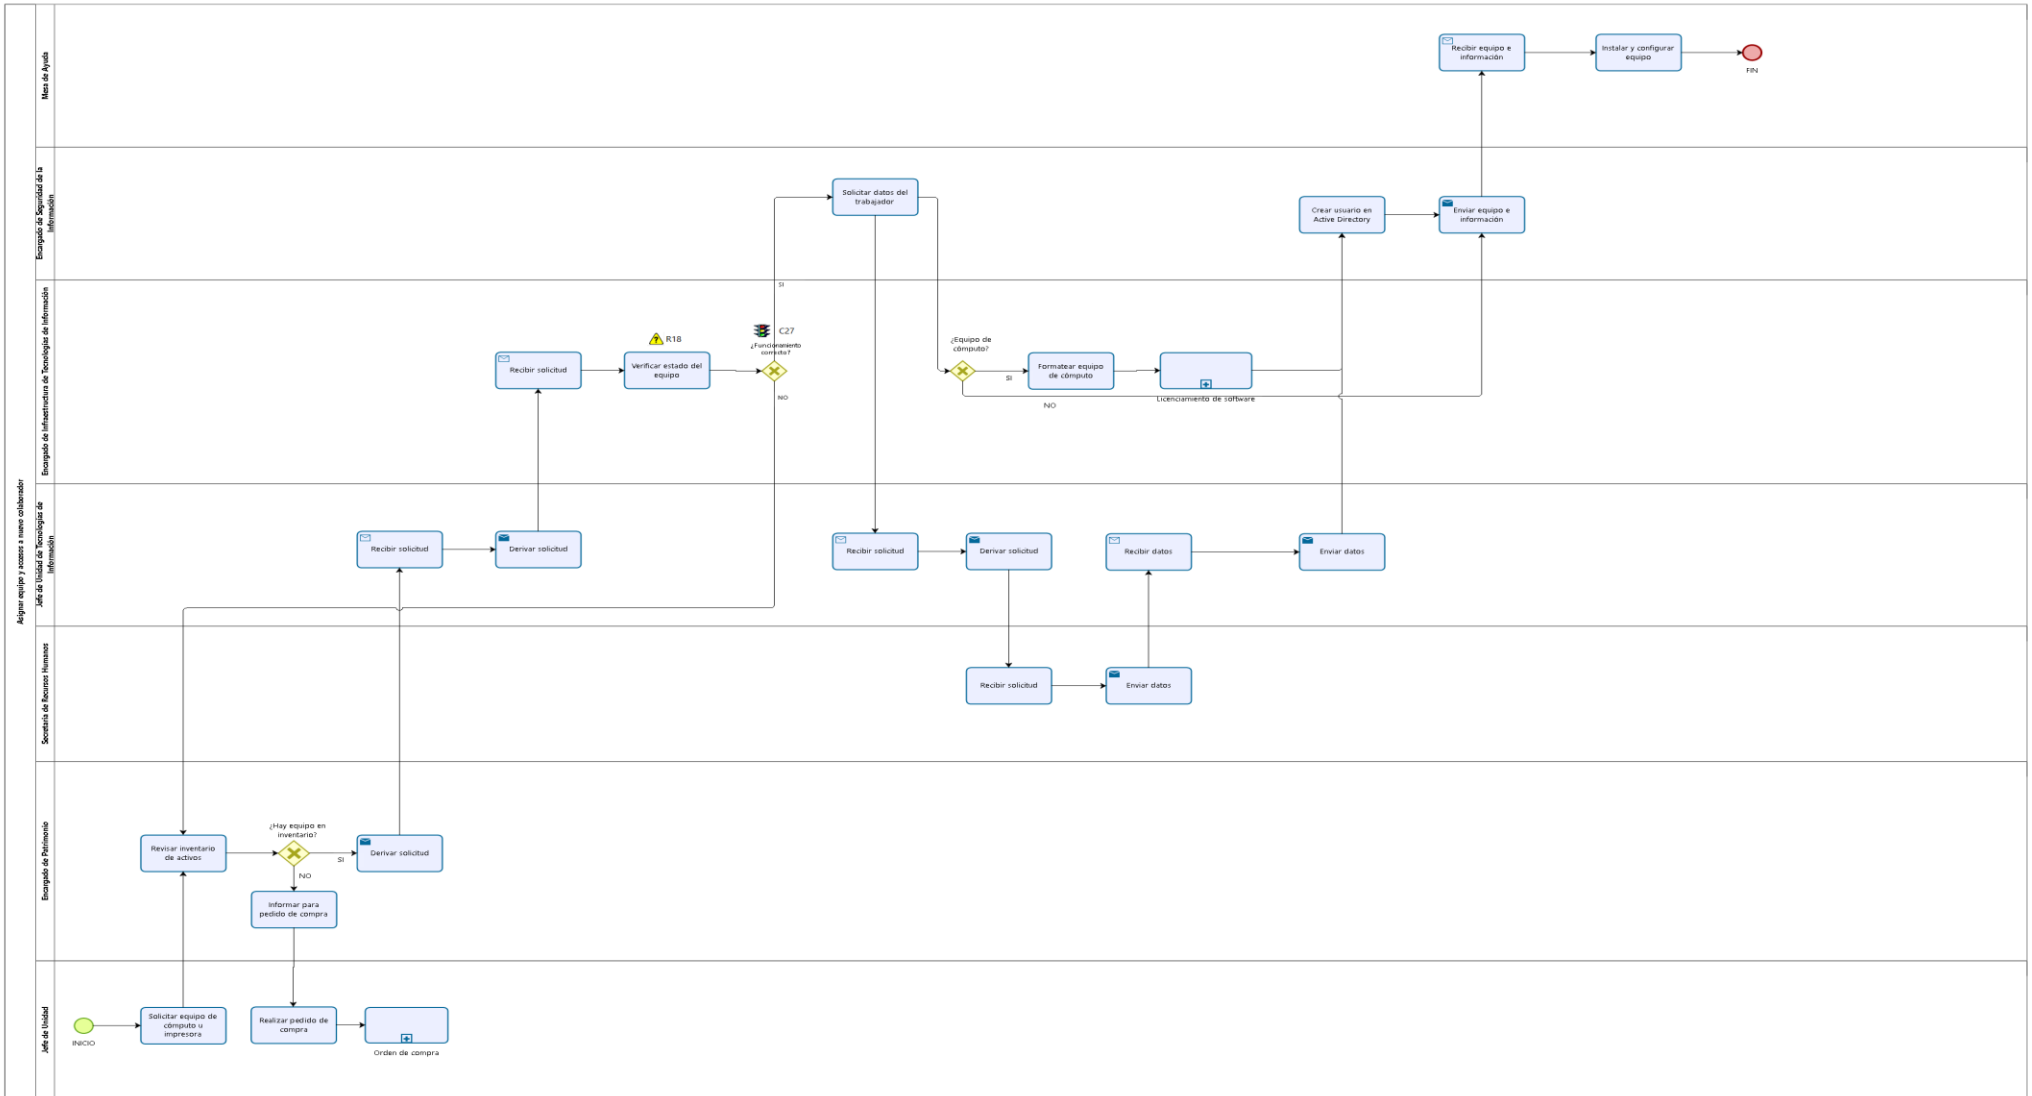 Asignar equipo y accesos a nuevo colaborador
Mesa de Ayuda
Recibir equipo e
información
Instalar y configurar
equipo
FIN
Encargado de Seguridad de la
Información
Solicitar datos del
trabajador
Crear usuario en
Active Directory
Enviar equipo e
información
SI
Encargado de Infraestructura de Tecnologías de Información
Recibir solicitud
R18
Verificar estado del
equipo
C27
¿Funcionamiento
correcto?
NO
¿Equipo de
cómputo?
SI
NO
Formatear equipo
de cómputo
Licenciamiento de software
Jefe de Unidad de Tecnologías de
Información
Recibir solicitud
Derivar solicitud
Recibir solicitud
Derivar solicitud
Recibir datos
Enviar datos
Secretaria de Recursos Humanos
Recibir solicitud
Enviar datos
Encargado de Patrimonio
Revisar inventario
de activos
¿Hay equipo en
inventario?
SI
NO
Derivar solicitud
Informar para
pedido de compra
Jefe de Unidad
INICIO
Solicitar equipo de
cómputo u
impresora
Realizar pedido de
compra
Orden de compra